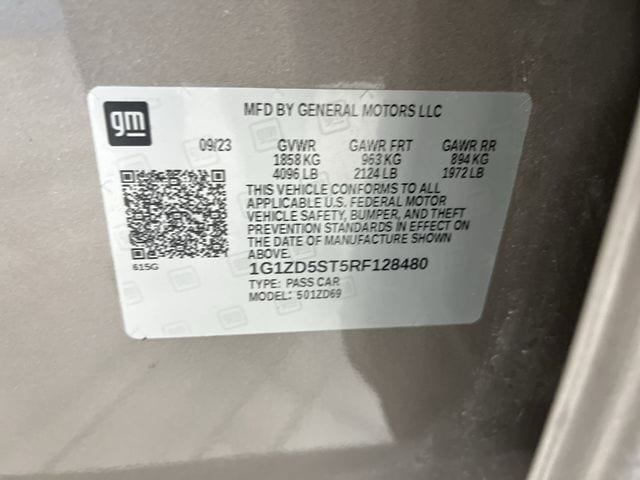 gm
MFD BY GENERAL MOTORS LLC
09/23 GVWR GAWR FRT GAWR RR
1858 KG 963 KG 894 KG
4096 LB 2124 LB 1972 LB
THIS VEHICLE CONFORMS TO ALL
APPLICABLE U.S. FEDERAL MOTOR
VEHICLE SAFETY, BUMPER, AND THEFT
PREVENTION STANDARDS IN EFFECT ON
THE DATE OF MANUFACTURE SHOWN
ABOVE.
615G
1G1ZD5ST5RF128480
TYPE: PASS CAR
MODEL: 501ZD69